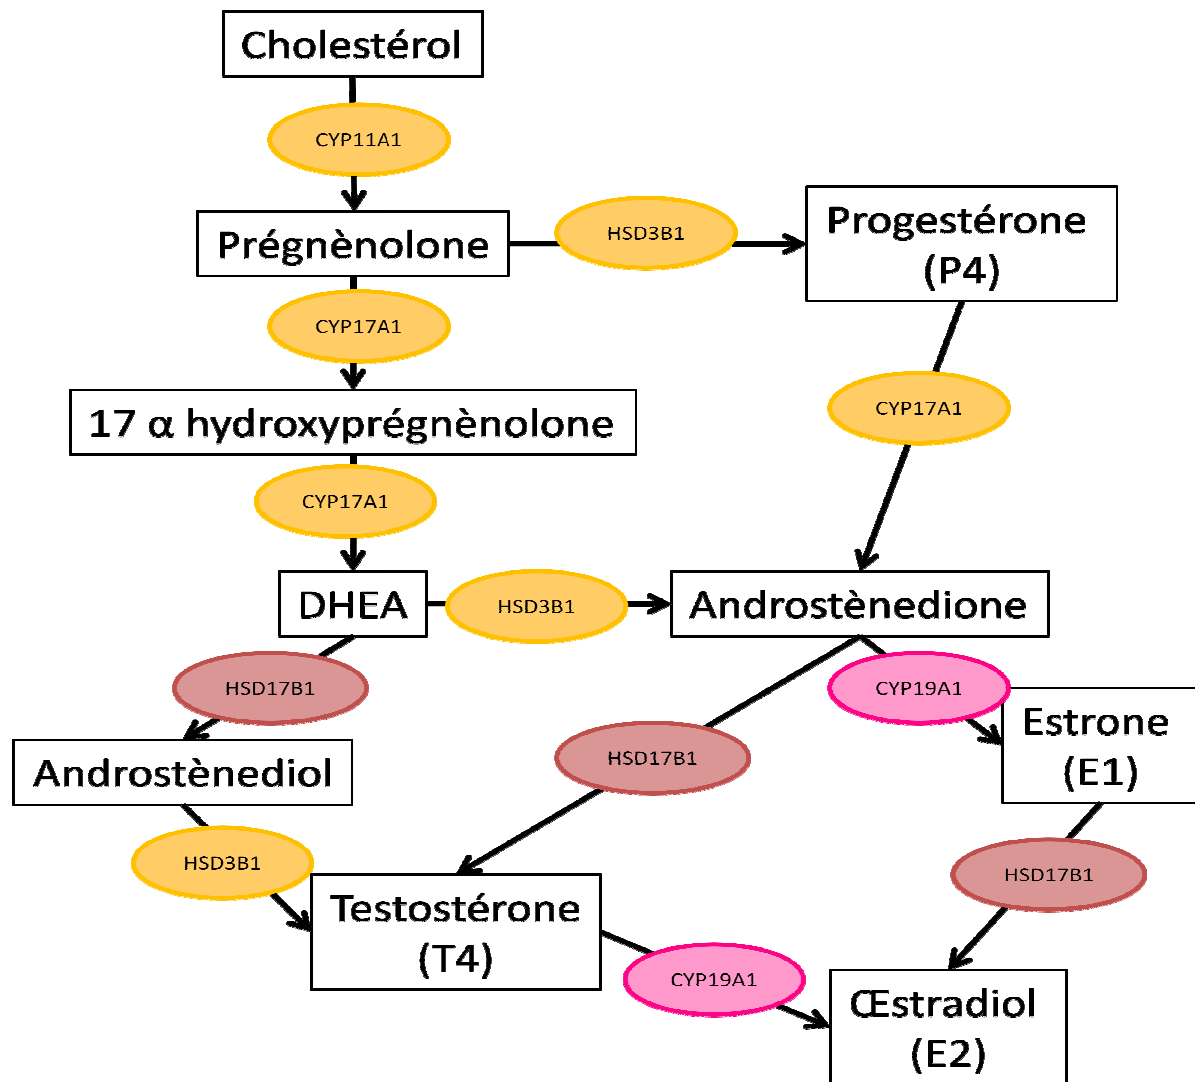 Cholestérol
CYP11A1
Prégnènolone
HSD3B1
Progestérone
(P4)
CYP17A1
CYP17A1
17 α hydroxyprégnènolone
CYP17A1
DHEA
HSD3B1
Androstènedione
HSD17B1
CYP19A1
Estrone
(E1)
HSD17B1
Androstènediol
HSD3B1
HSD17B1
Testostérone
(T4)
CYP19A1
Œstradiol
(E2)